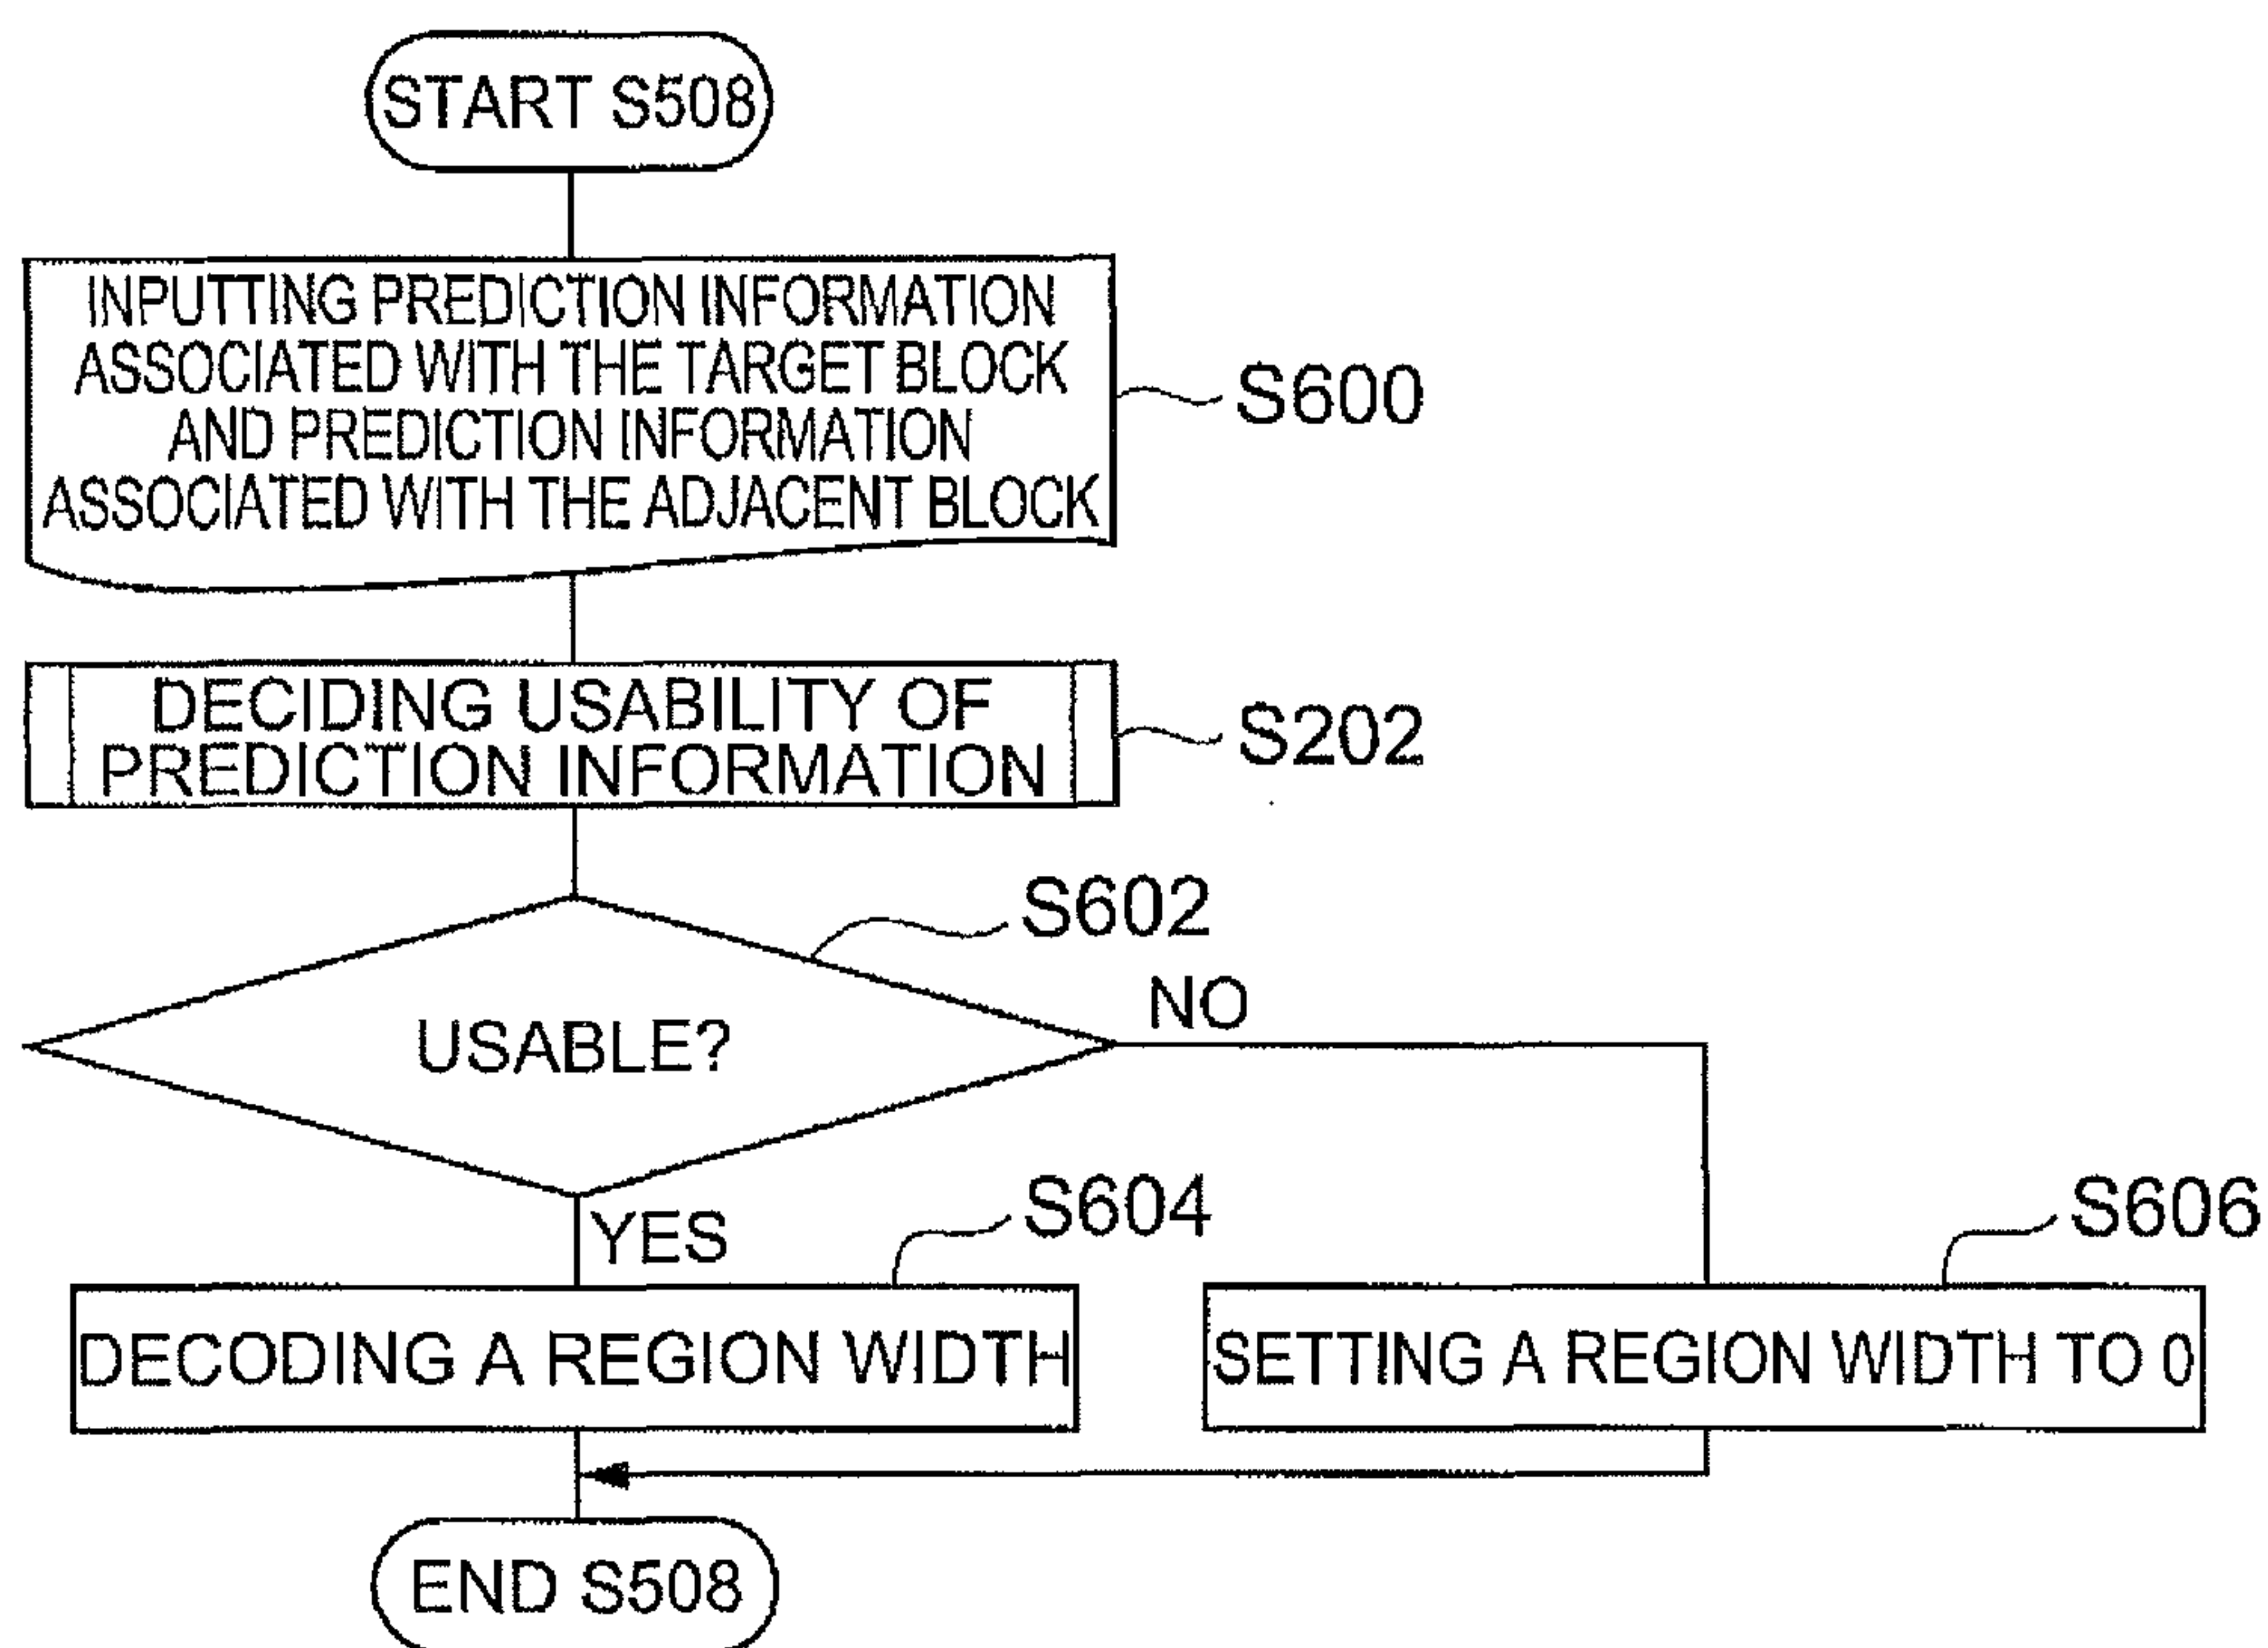 START S508
INPUTTING PREDICTION INFORMATION
ASSOCIATED WITH THE TARGET BLOCK
AND PREDICTION INFORMATION
ASSOCIATED WITH THE ADJACENT BLOCK
S600
DECIDING USABILITY OF
PREDICTION INFORMATION
S202
S602
USABLE?
NO
YES
S604
S606
DECODING A REGION WIDTH
SETTING A REGION WIDTH TO 0
END S508